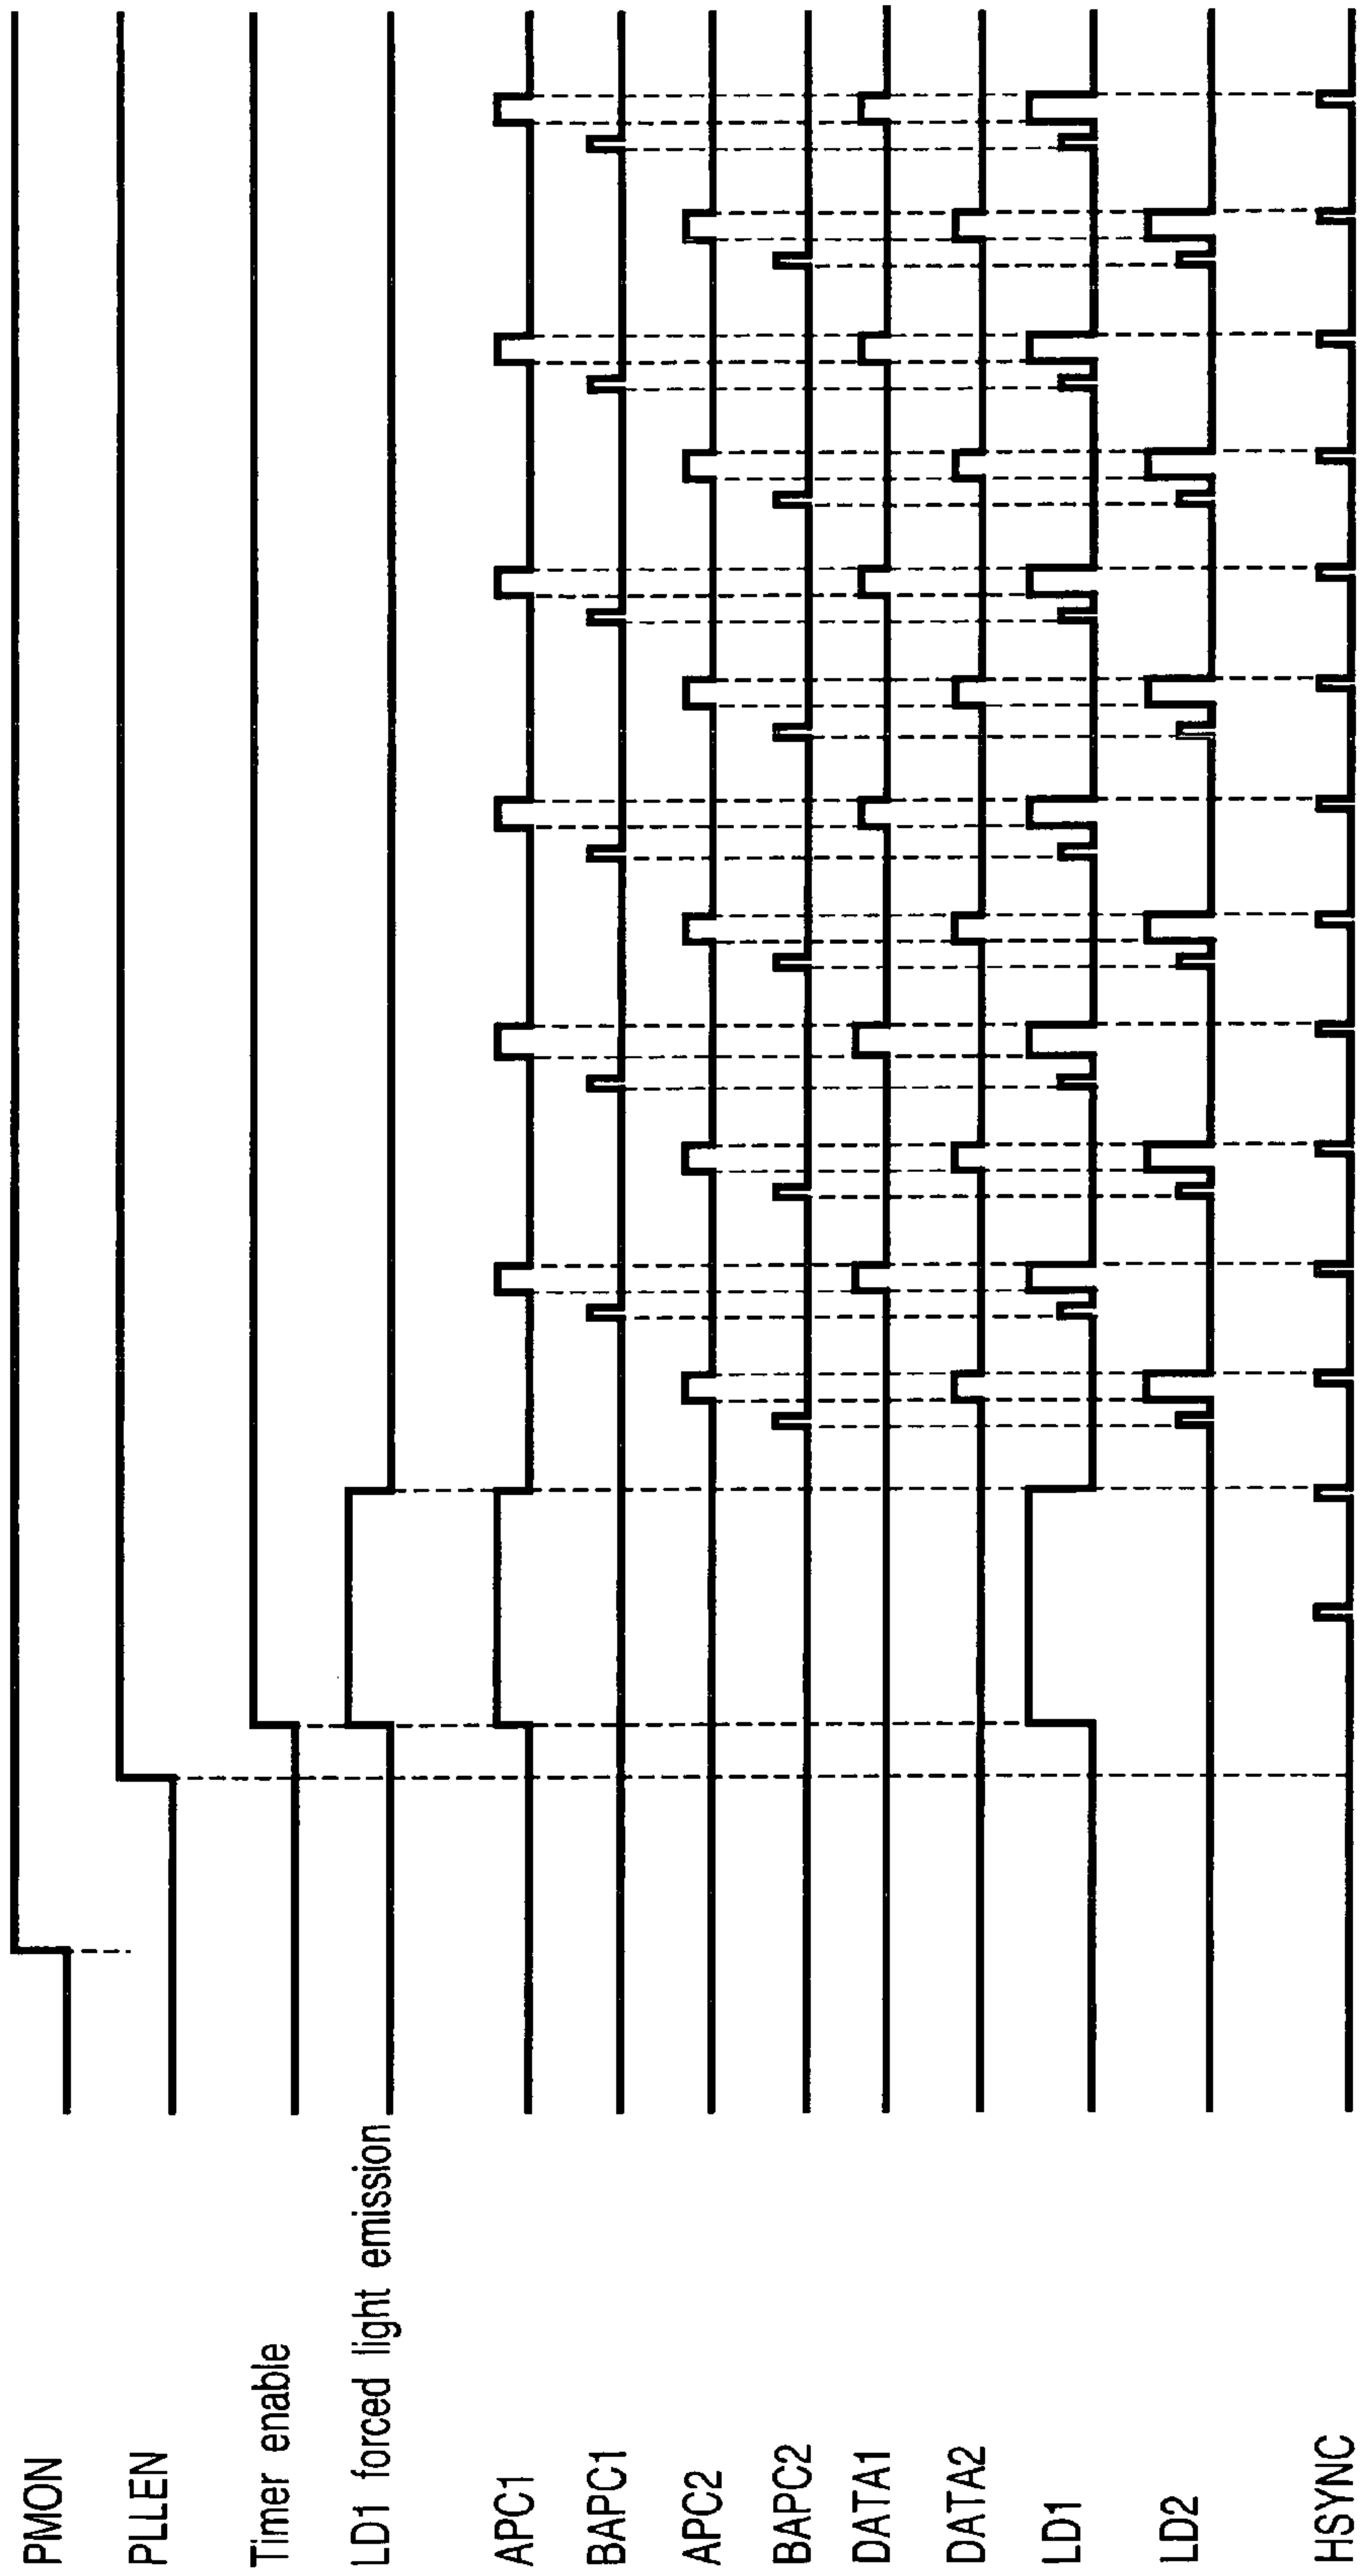 PMON
PLLEN
Timer enable
LD1 forced light emission
APC1
BAPC1
APC2
BAPC2
DATA1
DATA2
LD1
LD2
HSYNC